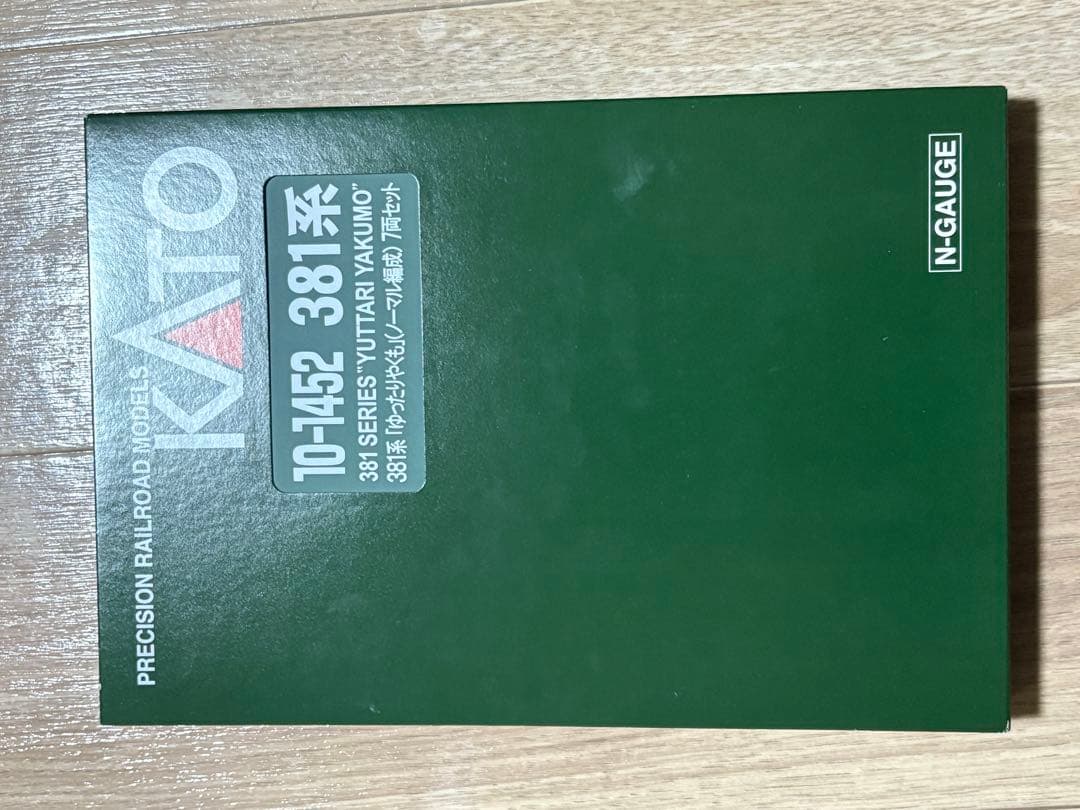 PRECISION RAILROAD MODELS
KATO
10-1452 381系
381 SERIES "YUTTARI YAKUMO"
381系「ゆったりやくも」(ノーマル編成) 7両セット
N-GAUGE